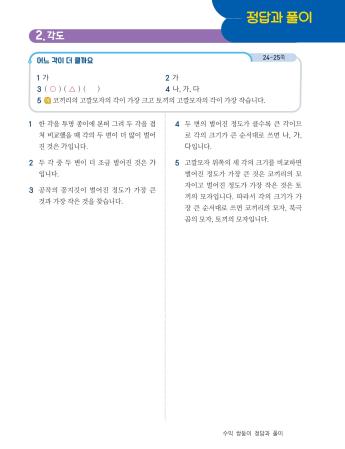 정답과 풀이
2. 각도
어느 각이 더 클까요
24~25쪽
1 가
2 가
3 ( ○ ) ( △ ) (   )
4 나, 가, 다
5 예 코끼리의 고깔모자의 각이 가장 크고 토끼의 고깔모자의 각이 가장 작습니다.
1 한 각을 투명 종이에 본떠 그려 두 각을 겹
쳐 비교했을 때 각의 두 변이 더 많이 벌어
진 것은 가입니다.
2 두 각 중 두 변이 더 조금 벌어진 것은 가
입니다.
3 공작의 꽁지깃이 벌어진 정도가 가장 큰
것과 가장 작은 것을 찾습니다.
4 두 변의 벌어진 정도가 클수록 큰 각이므
로 각의 크기가 큰 순서대로 쓰면 나, 가,
다입니다.
5 고깔모자 위쪽의 세 각의 크기를 비교하면
벌어진 정도가 가장 큰 것은 코끼리의 모
자이고 벌어진 정도가 가장 작은 것은 토
끼의 모자입니다. 따라서 각의 크기가 가
장 큰 순서대로 쓰면 코끼리의 모자, 북극
곰의 모자, 토끼의 모자입니다.
수익 쌍둥이 정답과 풀이